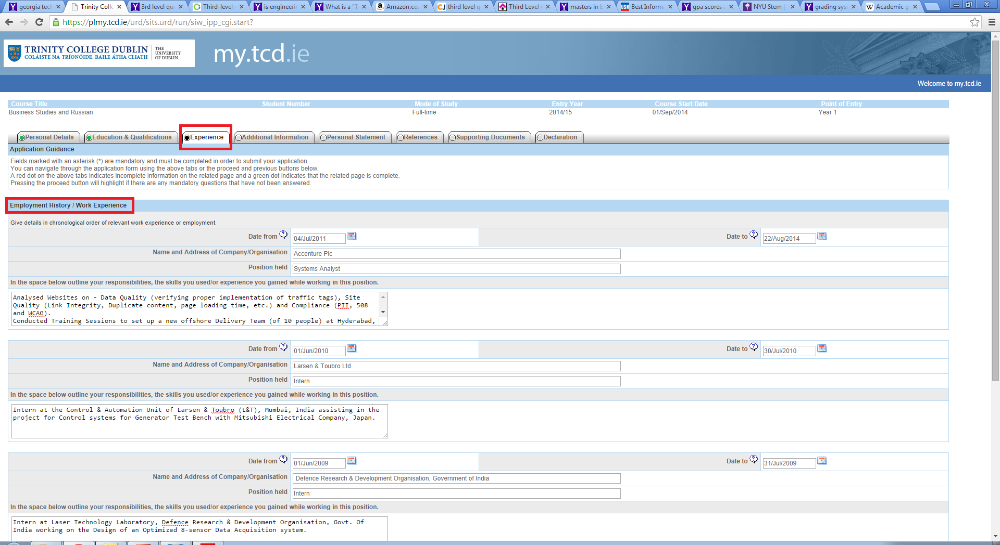 georgia tech
Trinity Colle
3rd level qu
Third-level
is engineerin
What is a "T
Amazon.co.
third level q
Third Level
masters in b
Best Inform
gpa scores
NYU Stern |
grading sys
Academic g
https://plmy.tcd.ie/urd/sits.urd/run/siw_ipp_cgi.start?
TRINITY COLLEGE DUBLIN
COLÁISTE NA TRÍONÓIDE, BAILE ÁTHA CLIATH
THE
UNIVERSITY
OF DUBLIN
my.tcd.ie
Welcome to my.tcd.ie
Course Title Student Number Mode of Study Entry Year Course Start Date Point of Entry
Business Studies and Russian Full-time 2014/15 01/Sep/2014 Year 1
Personal Details Education & Qualifications Experience Additional Information Personal Statement References Supporting Documents Declaration
Application Guidance
Fields marked with an asterisk (*) are mandatory and must be completed in order to submit your application.
You can navigate through the application form using the above tabs or the proceed and previous buttons below.
A red dot on the above tabs indicates incomplete information on the related page and a green dot indicates that the related page is complete.
Pressing the proceed button will highlight if there are any mandatory questions that have not been answered.
Employment History / Work Experience
Give details in chronological order of relevant work experience or employment.
Date from ? 04/Jul/2011 Date to ? 22/Aug/2014
Name and Address of Company/Organisation Accenture Plc
Position held Systems Analyst
In the space below outline your responsibilities, the skills you used/or experience you gained while working in this position.
Analysed Websites on - Data Quality (verifying proper implementation of traffic tags), Site
Quality (Link Integrity, Duplicate content, page loading time, etc.) and Compliance (PII, 508
and WCAG).
Conducted Training Sessions to set up a new offshore Delivery Team (of 10 people) at Hyderabad,
Date from ? 01/Jun/2010 Date to ? 30/Jul/2010
Name and Address of Company/Organisation Larsen & Toubro Ltd
Position held Intern
In the space below outline your responsibilities, the skills you used/or experience you gained while working in this position.
Intern at the Control & Automation Unit of Larsen & Toubro (L&T), Mumbai, India assisting in the
project for Control systems for Generator Test Bench with Mitsubishi Electrical Company, Japan.
Date from ? 01/Jun/2009 Date to ? 31/Jul/2009
Name and Address of Company/Organisation Defence Research & Development Organisation, Government of India
Position held Intern
In the space below outline your responsibilities, the skills you used/or experience you gained while working in this position.
Intern at Laser Technology Laboratory, Defence Research & Development Organisation, Govt. Of
India working on the Design of an Optimized 8-sensor Data Acquisition system.